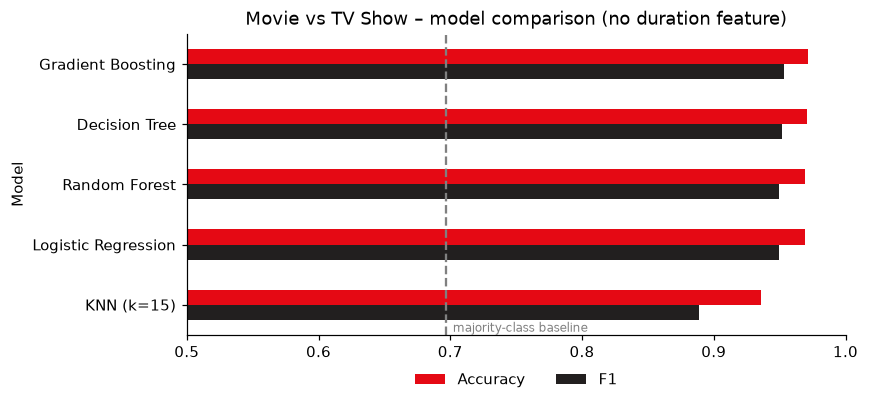 Movie vs TV Show – model comparison (no duration feature)
Model
Gradient Boosting
Decision Tree
Random Forest
Logistic Regression
KNN (k=15)
majority-class baseline
0.5 0.6 0.7 0.8 0.9 1.0
Accuracy F1